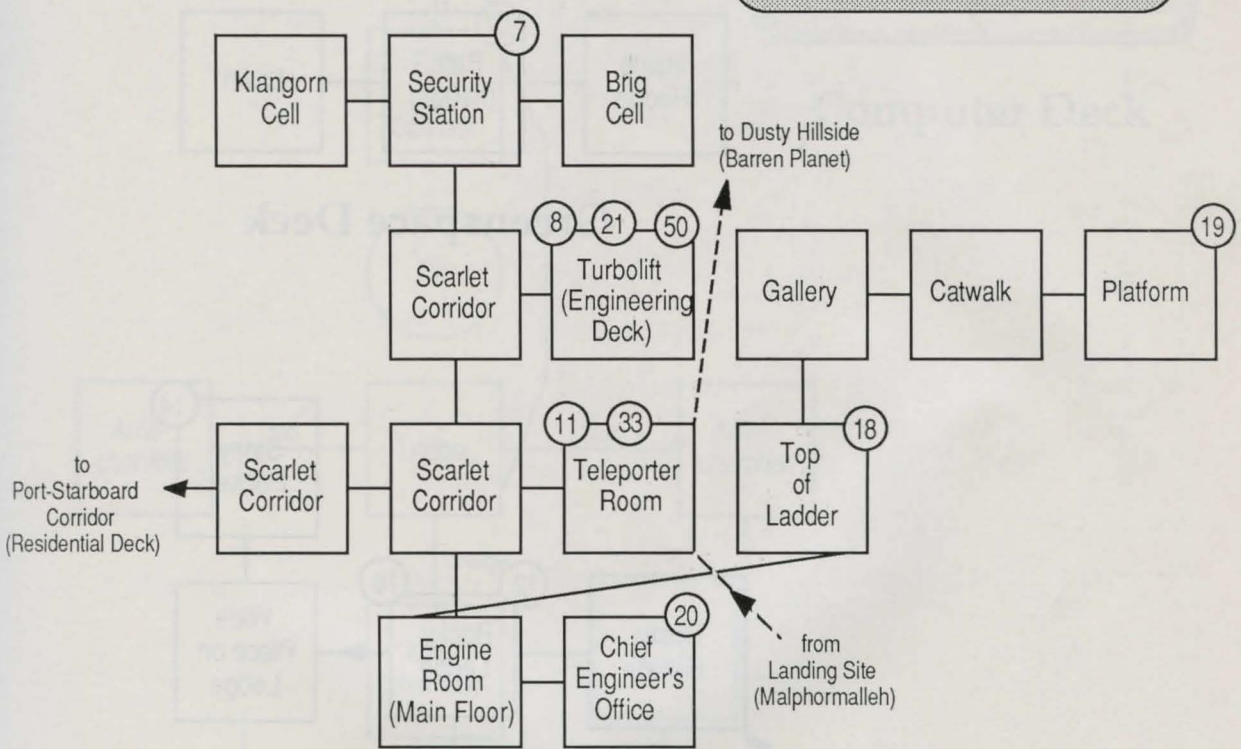 7
Klangorn
Cell
Security
Station
Brig
Cell
to Dusty Hillside
(Barren Planet)
8
21
50
19
Scarlet
Corridor
Turbolift
(Engineering
Deck)
Gallery
Catwalk
Platform
11
33
18
to
Port-Starboard
Corridor
(Residential Deck)
Scarlet
Corridor
Scarlet
Corridor
Teleporter
Room
Top
of
Ladder
20
Engine
Room
(Main Floor)
Chief
Engineer's
Office
from
Landing Site
(Malphormalleh)
Computer Deck